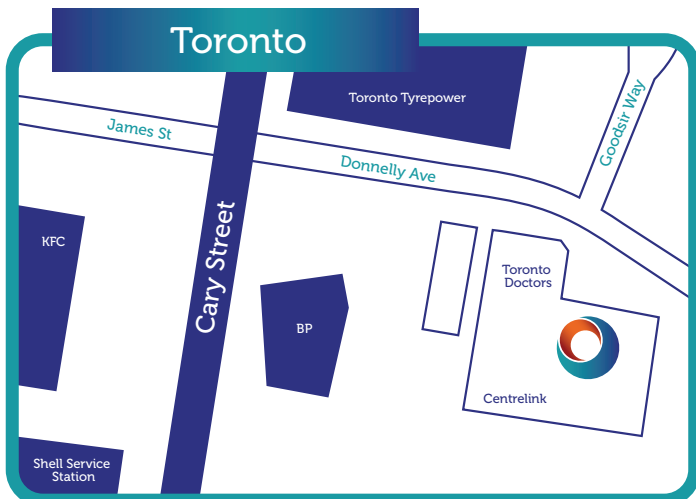 Toronto
Toronto Tyrepower
Goodsir Way
James St
Donnelly Ave
KFC
Cary Street
Toronto
Doctors
BP
Centrelink
Shell Service
Station